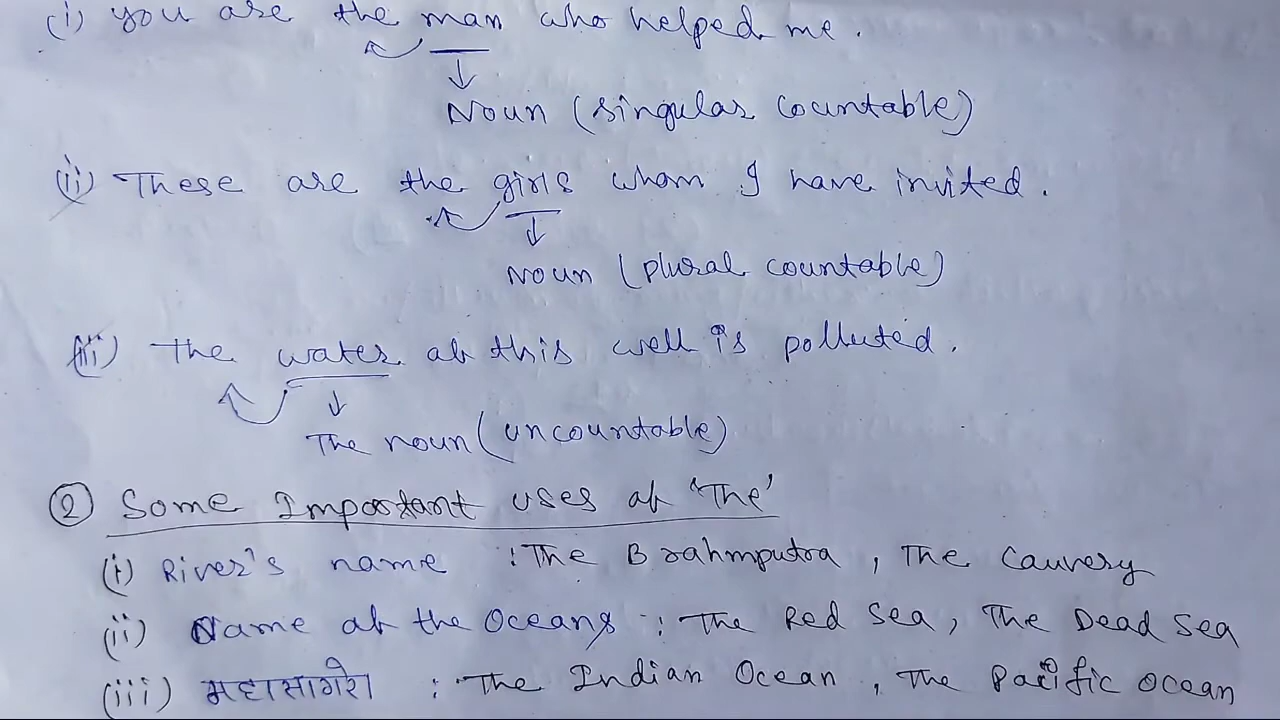 (i) You are the man who helped me.
Noun (singular countable)
(ii) These are the girls whom I have invited.
Noun (plural countable)
(iii) The water of this well is polluted.
The noun (uncountable)
② Some Important uses of 'The'
(i) River's name : The Brahmputra, The Cauvery
(ii) Name of the Oceans : The Red Sea, The Dead Sea
(iii) महासागरो : The Indian Ocean, The Pacific Ocean